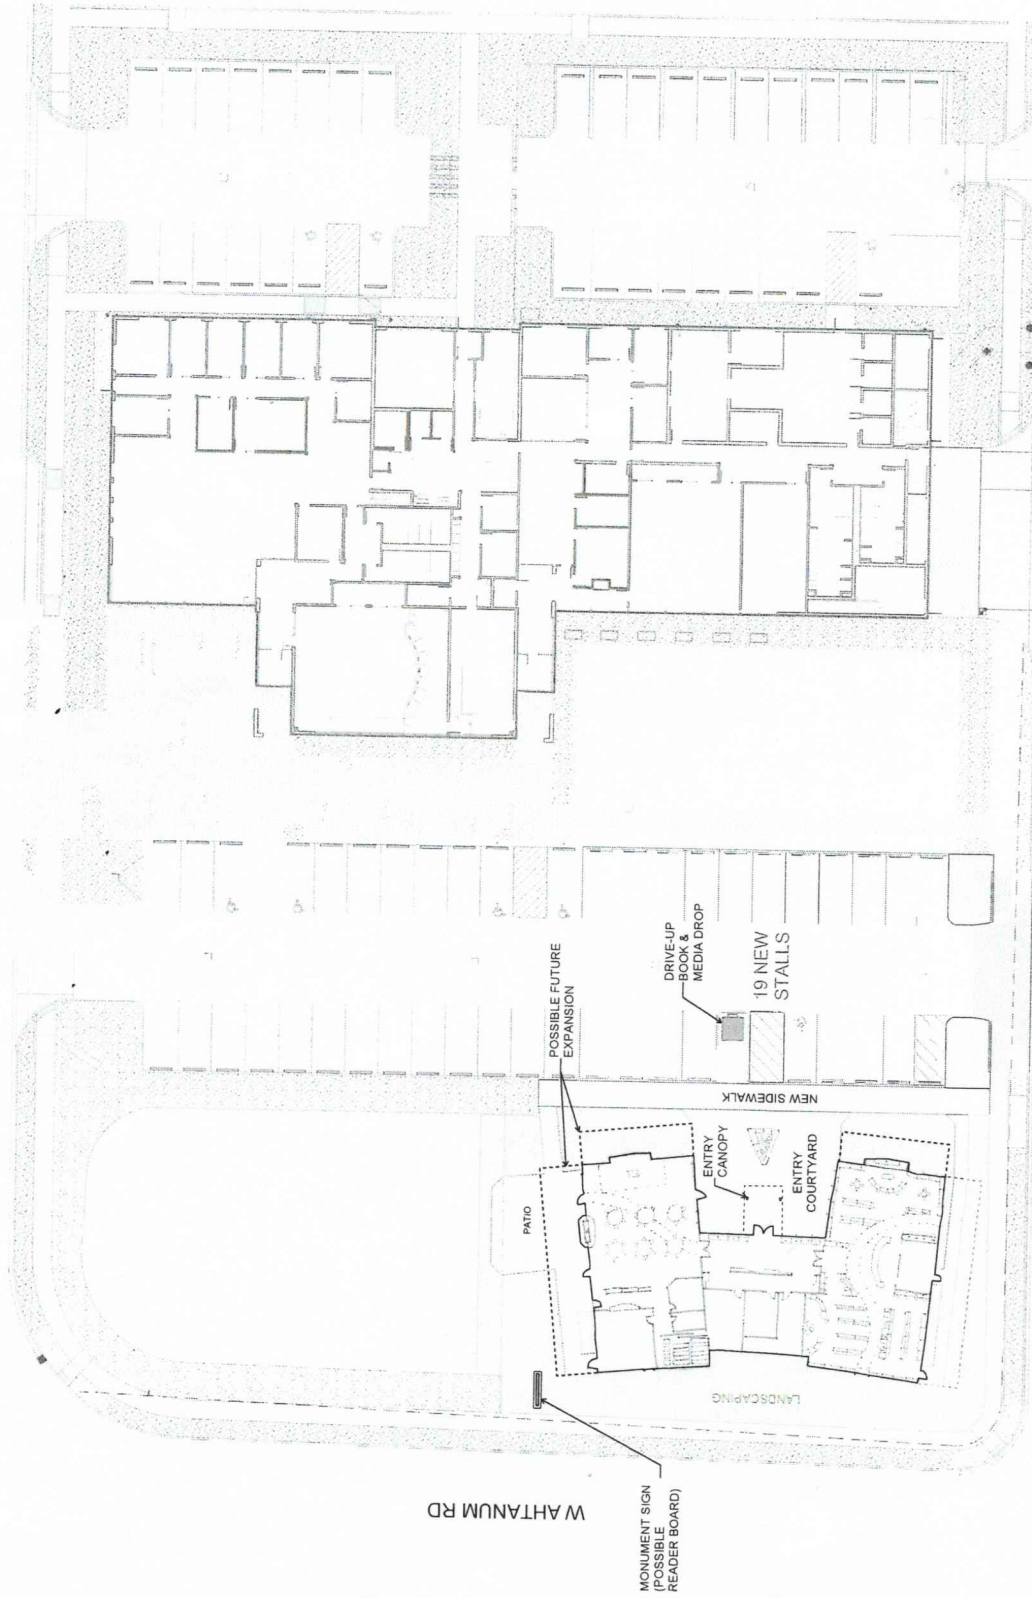 POSSIBLE FUTURE
EXPANSION
DRIVE-UP
BOOK &
MEDIA DROP
19 NEW
STALLS
NEW SIDEWALK
PATIO
ENTRY
CANOPY
ENTRY
COURTYARD
LANDSCAPING
MONUMENT SIGN
(POSSIBLE
READER BOARD)
W AHTANUM RD